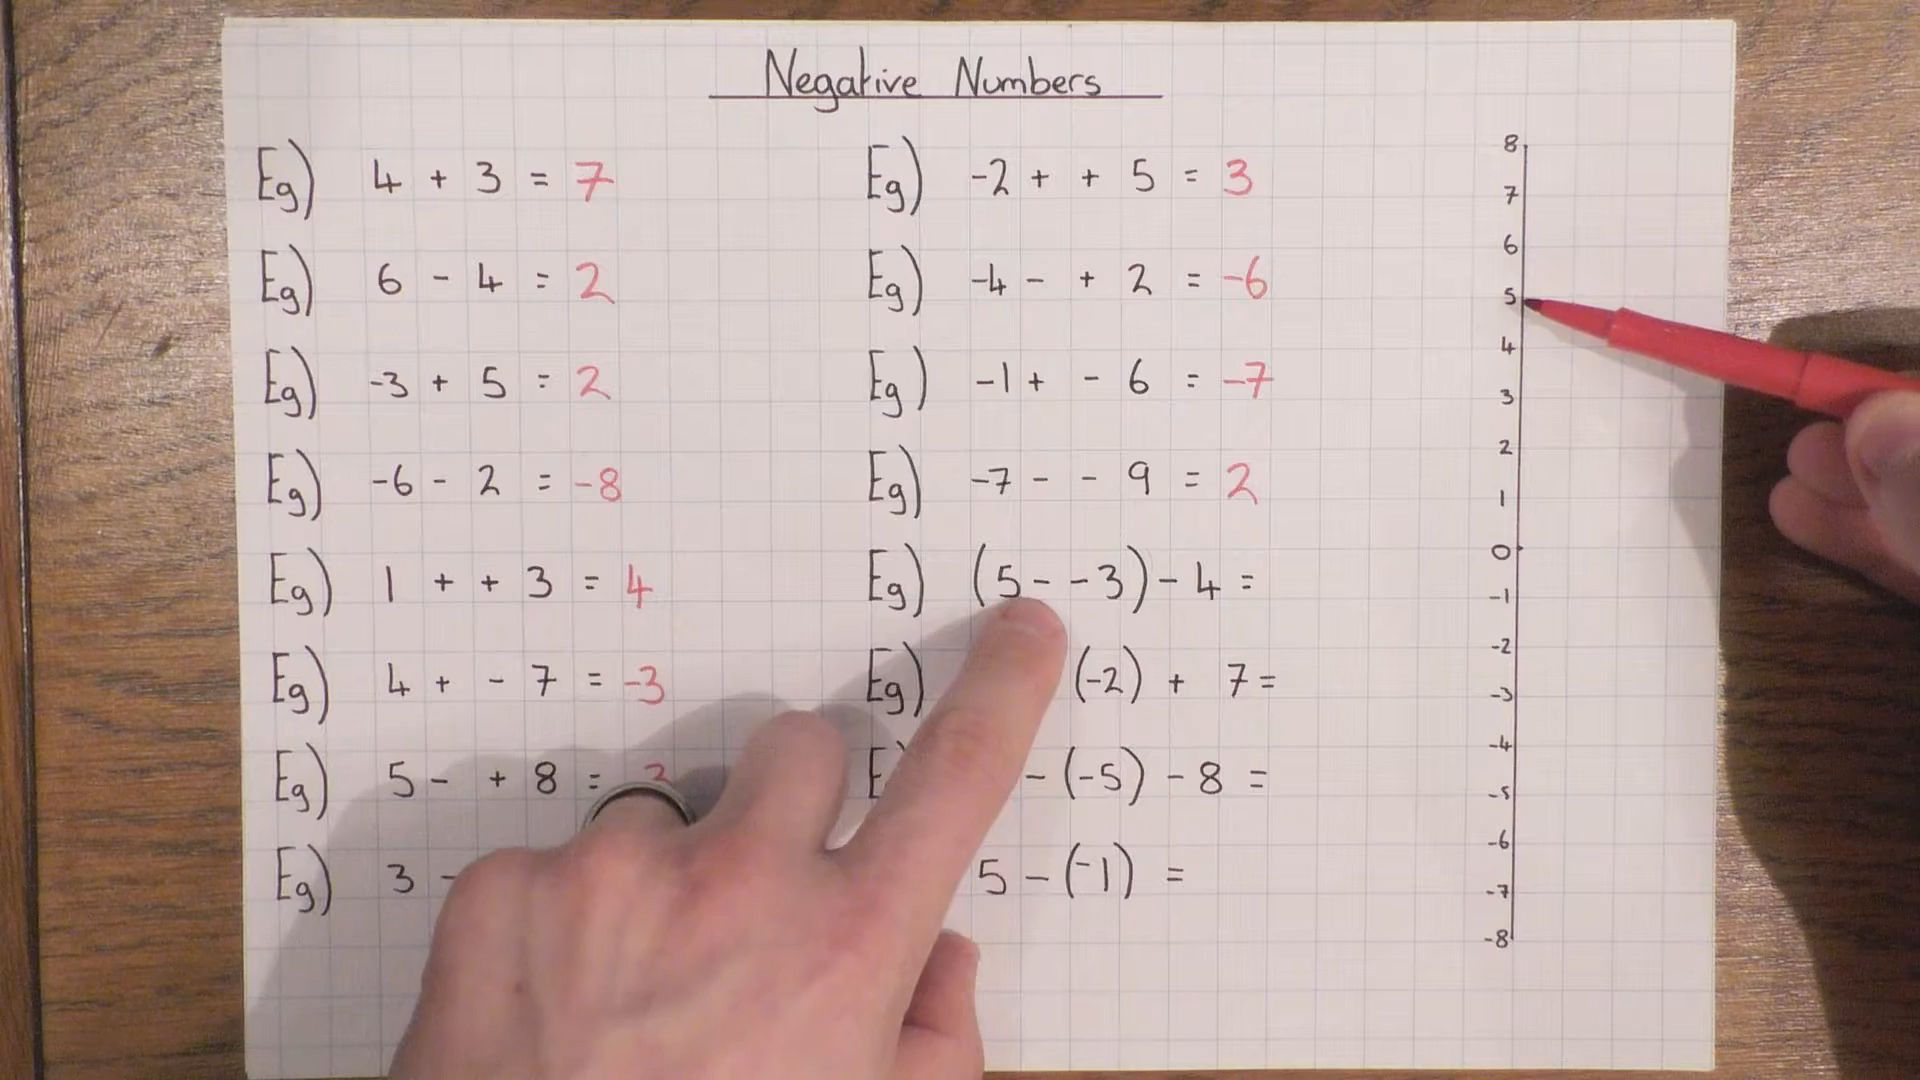 Negative Numbers
Eg) 4 + 3 = 7
Eg) 6 - 4 = 2
Eg) -3 + 5 = 2
Eg) -6 - 2 = -8
Eg) 1 + + 3 = 4
Eg) 4 + - 7 = -3
Eg) 5 - + 8 =
Eg) 3 -
Eg) -2 + + 5 = 3
Eg) -4 - + 2 = -6
Eg) -1 + - 6 = -7
Eg) -7 - - 9 = 2
Eg) (5 - -3) - 4 =
Eg) (-2) + 7 =
- (-5) - 8 =
5 - (-1) =
8
7
6
5
4
3
2
1
0
-1
-2
-3
-4
-5
-6
-7
-8